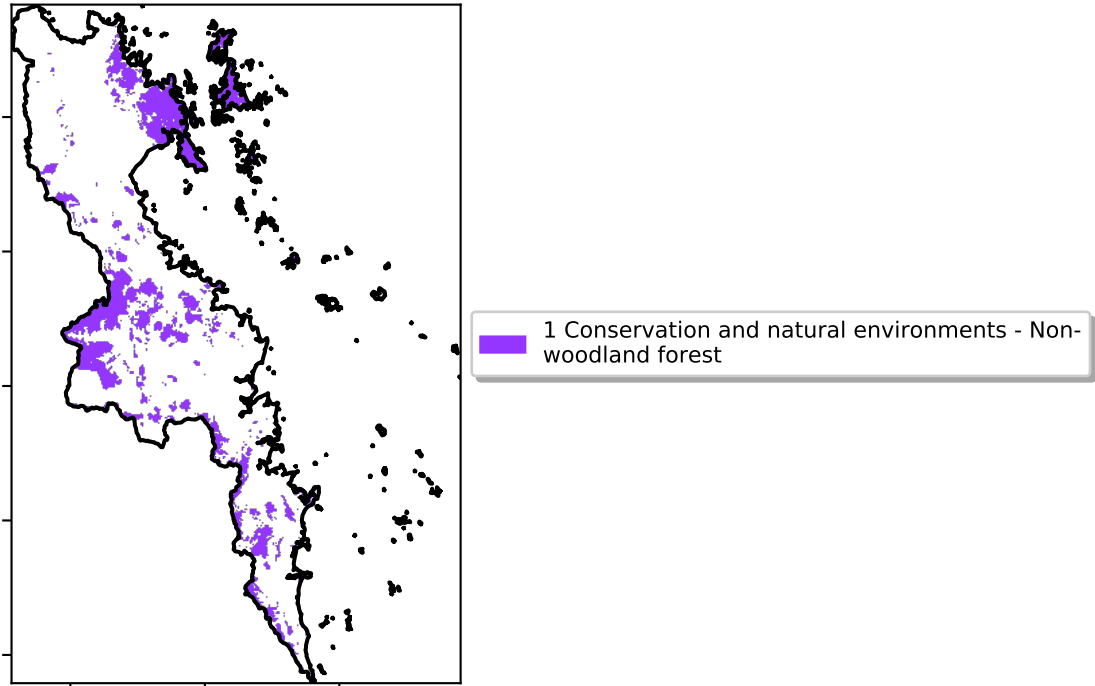 1 Conservation and natural environments - Non-
woodland forest